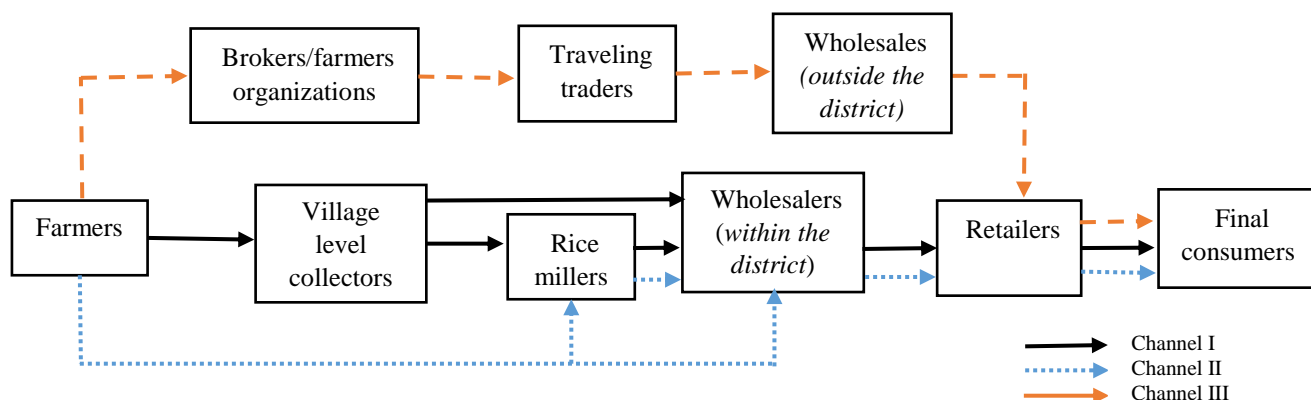 Brokers/farmers
organizations
Traveling
traders
Wholesales
(outside the
district)
Farmers
Village
level
collectors
Rice
millers
Wholesalers
(within the
district)
Retailers
Final
consumers
Channel I
Channel II
Channel III